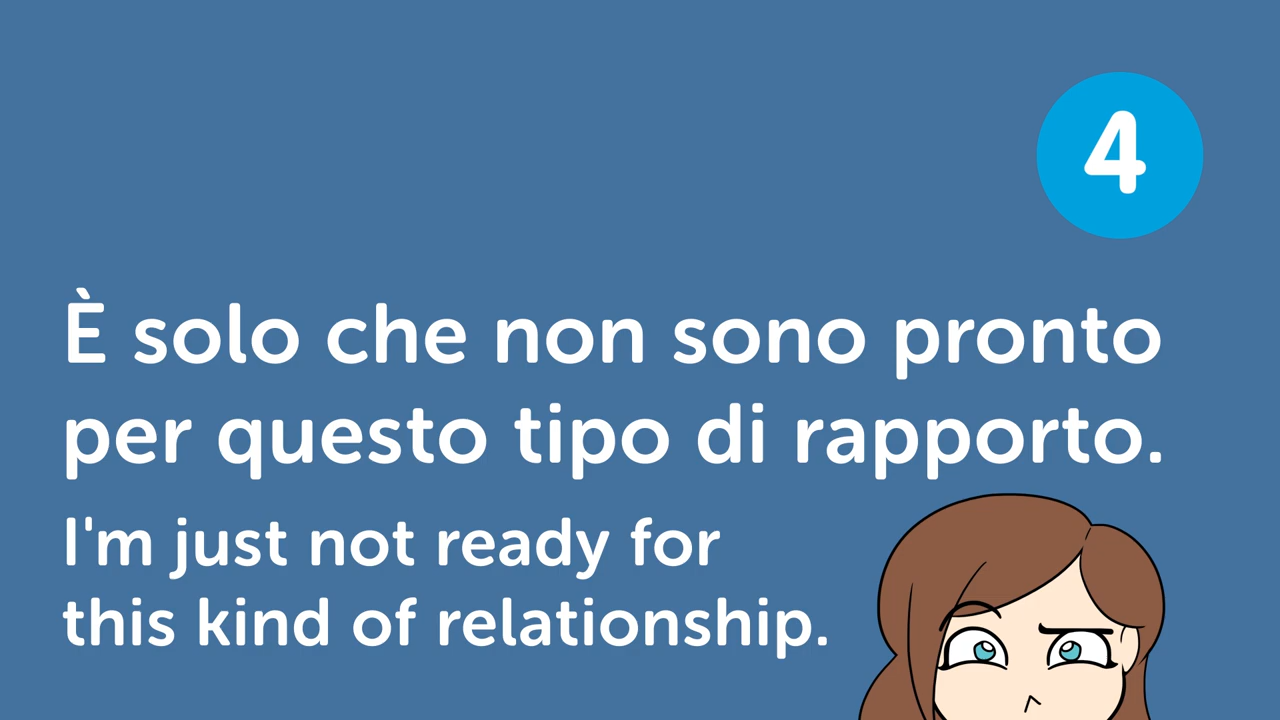 4
È solo che non sono pronto
per questo tipo di rapporto.
I'm just not ready for
this kind of relationship.